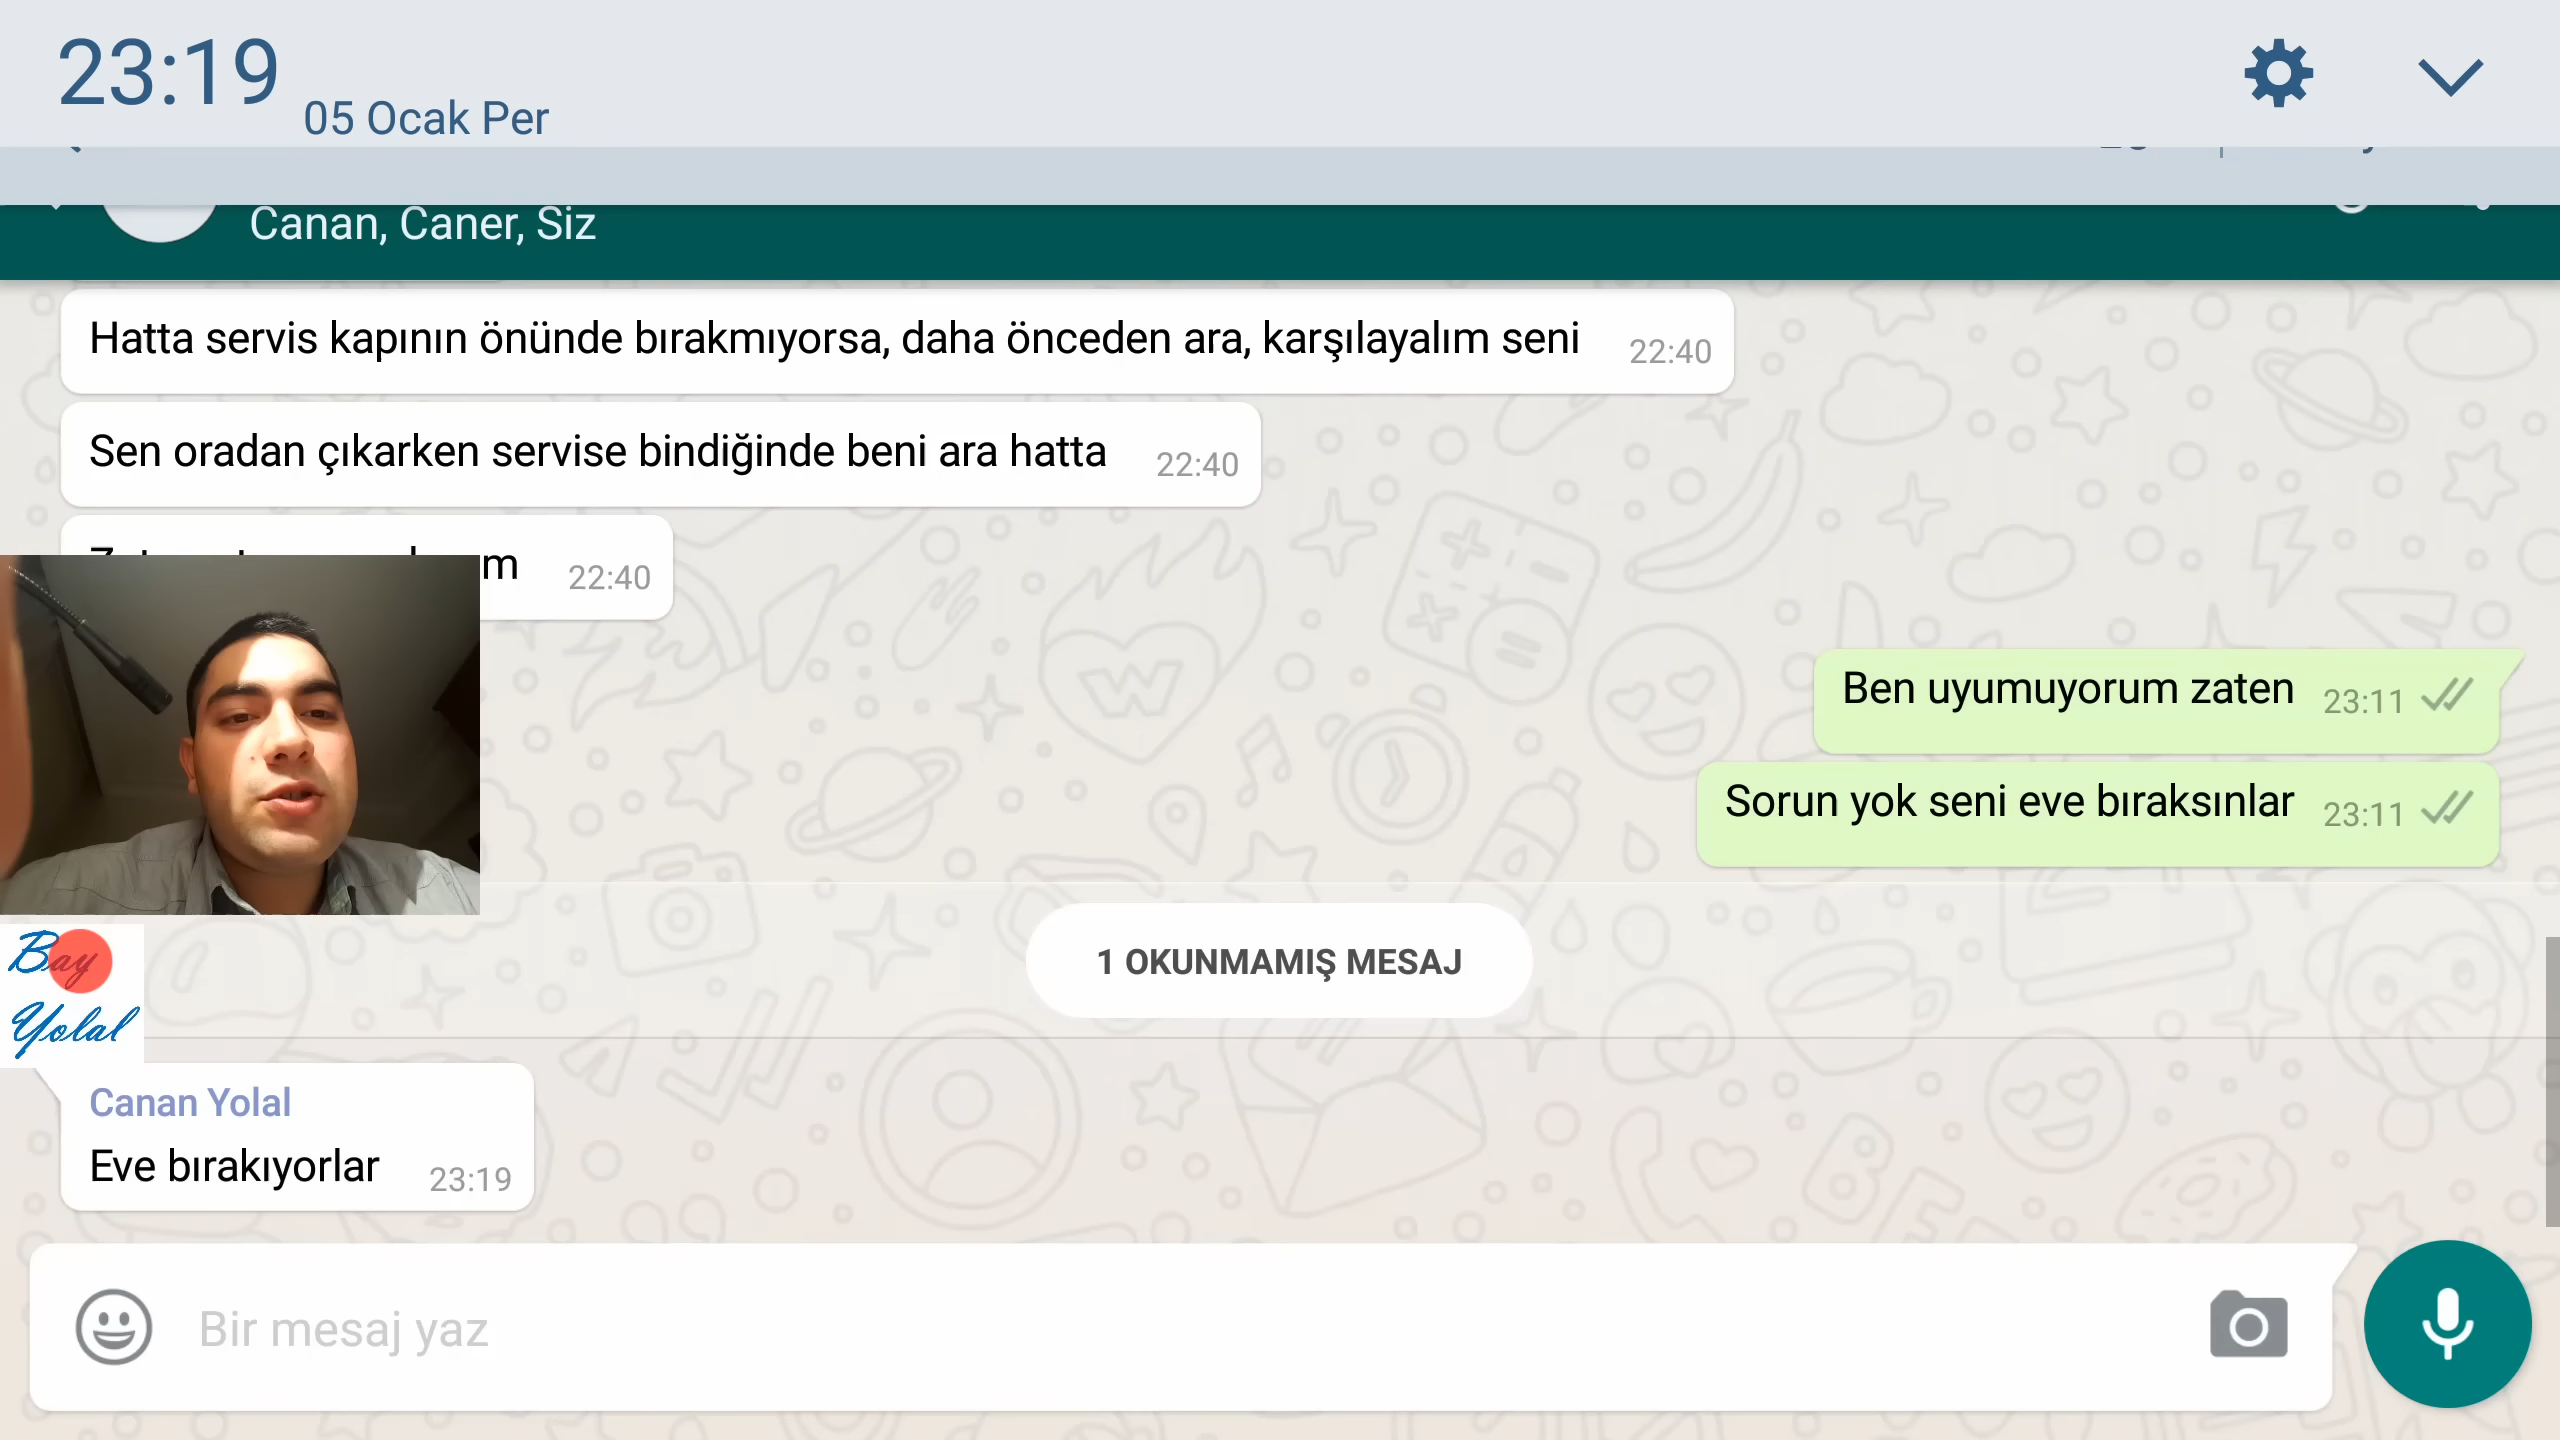 23:19
05 Ocak Per
Canan, Caner, Siz
Hatta servis kapının önünde bırakmıyorsa, daha önceden ara, karşılayalım seni 22:40
Sen oradan çıkarken servise bindiğinde beni ara hatta 22:40
22:40
Ben uyumuyorum zaten 23:11
Sorun yok seni eve bıraksınlar 23:11
1 OKUNMAMIŞ MESAJ
Bay
Yolal
Canan Yolal
Eve bırakıyorlar 23:19
Bir mesaj yaz